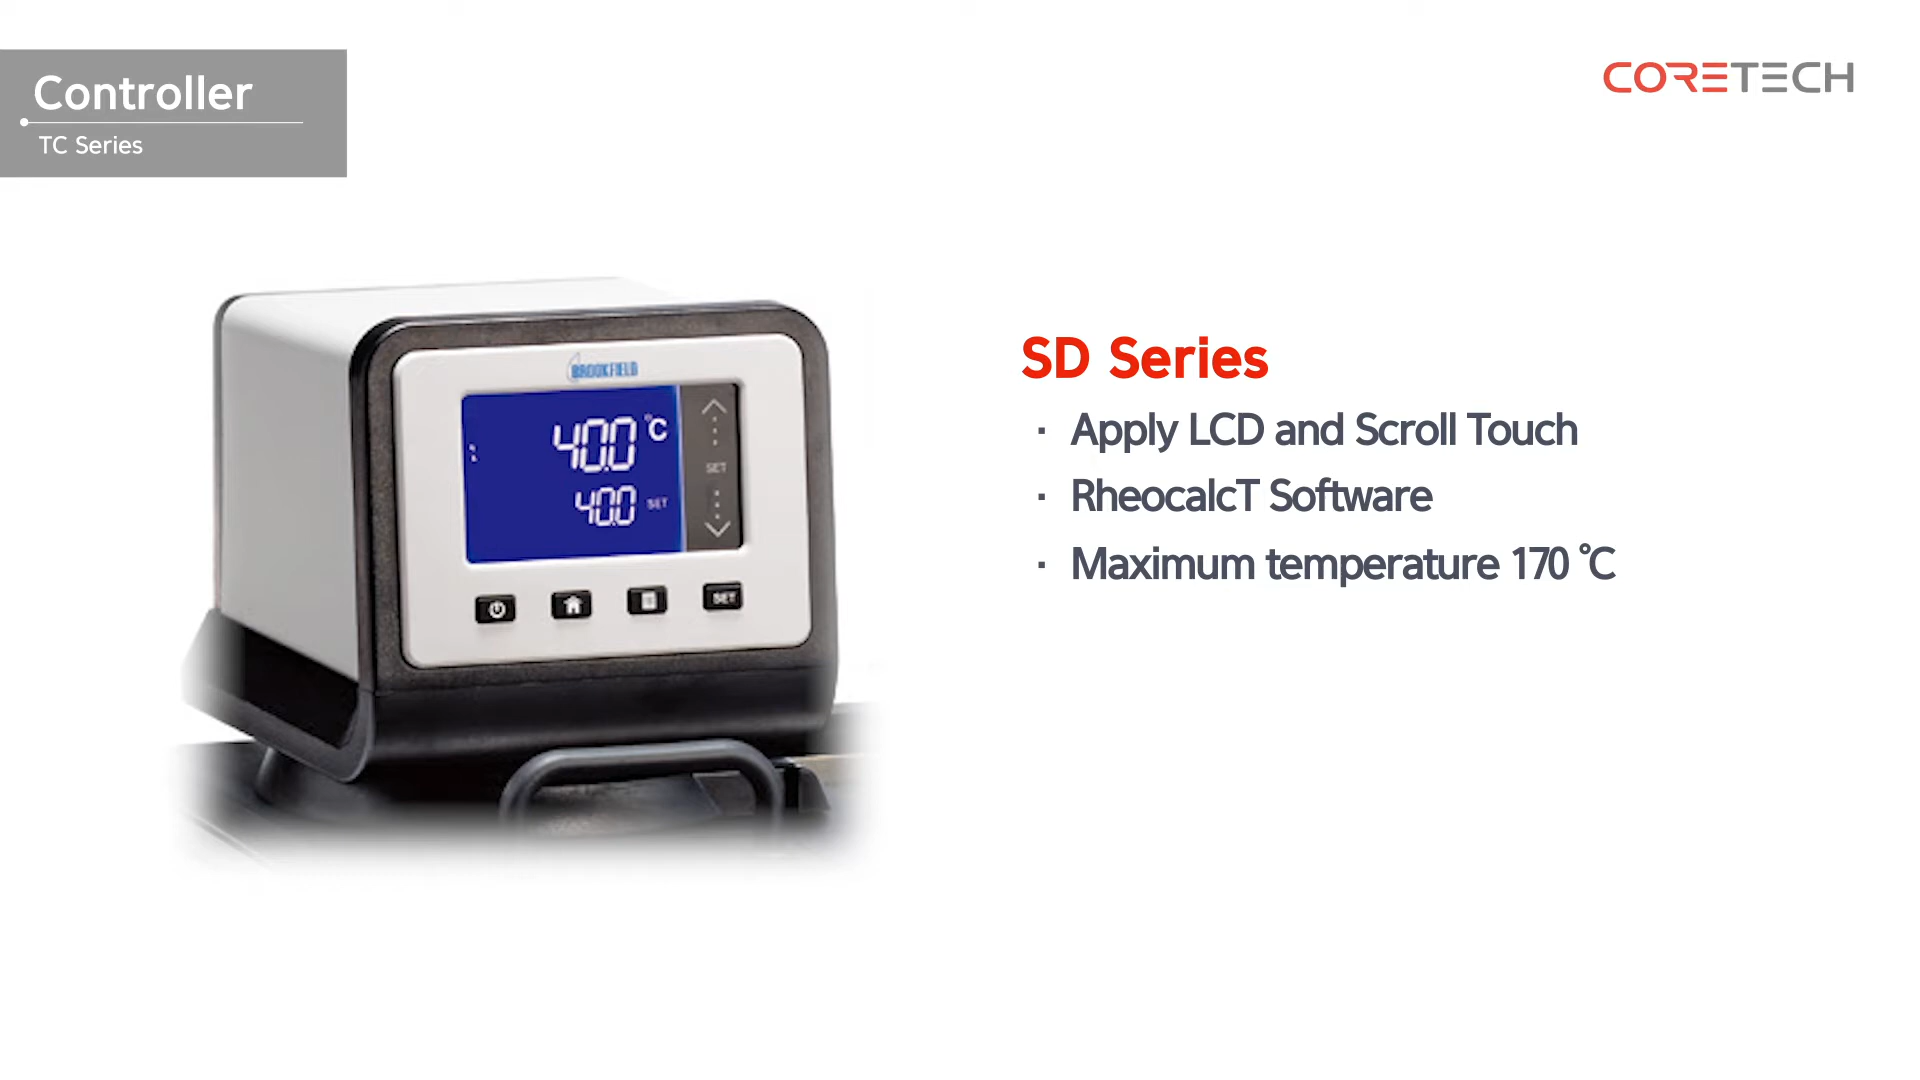 Controller
TC Series
CORETECH
BROOKFIELD
40.0 °C
40.0 SET
SET
SET
SD Series
· Apply LCD and Scroll Touch
· RheocalcT Software
· Maximum temperature 170 ℃